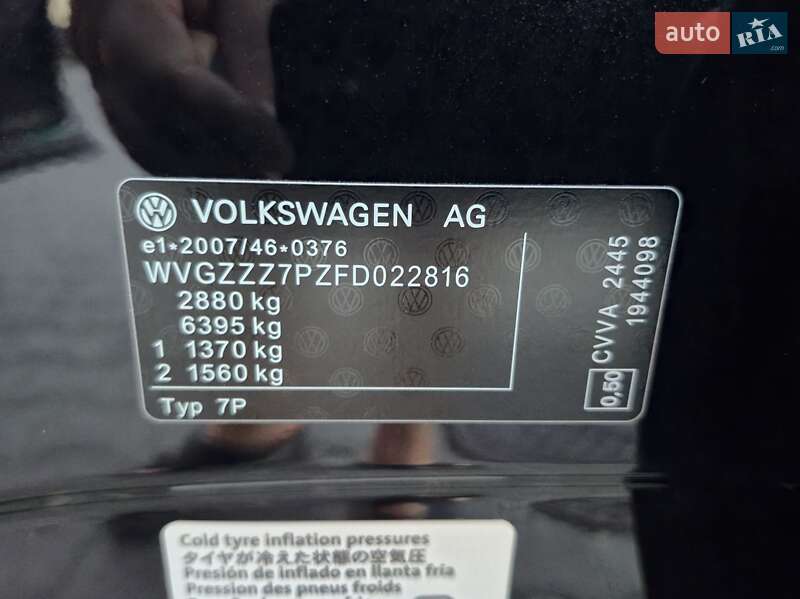 auto RIA.com
VOLKSWAGEN AG
e1*2007/46*0376
WVGZZZ7PZFD022816
2880 kg
6395 kg
1 1370 kg
2 1560 kg
Typ 7P
CVVA 2445
1944098
0,50
Cold tyre inflation pressures
タイヤが冷えた状態の空気圧
Presión de inflado en llanta fría
Pression des pneus froids